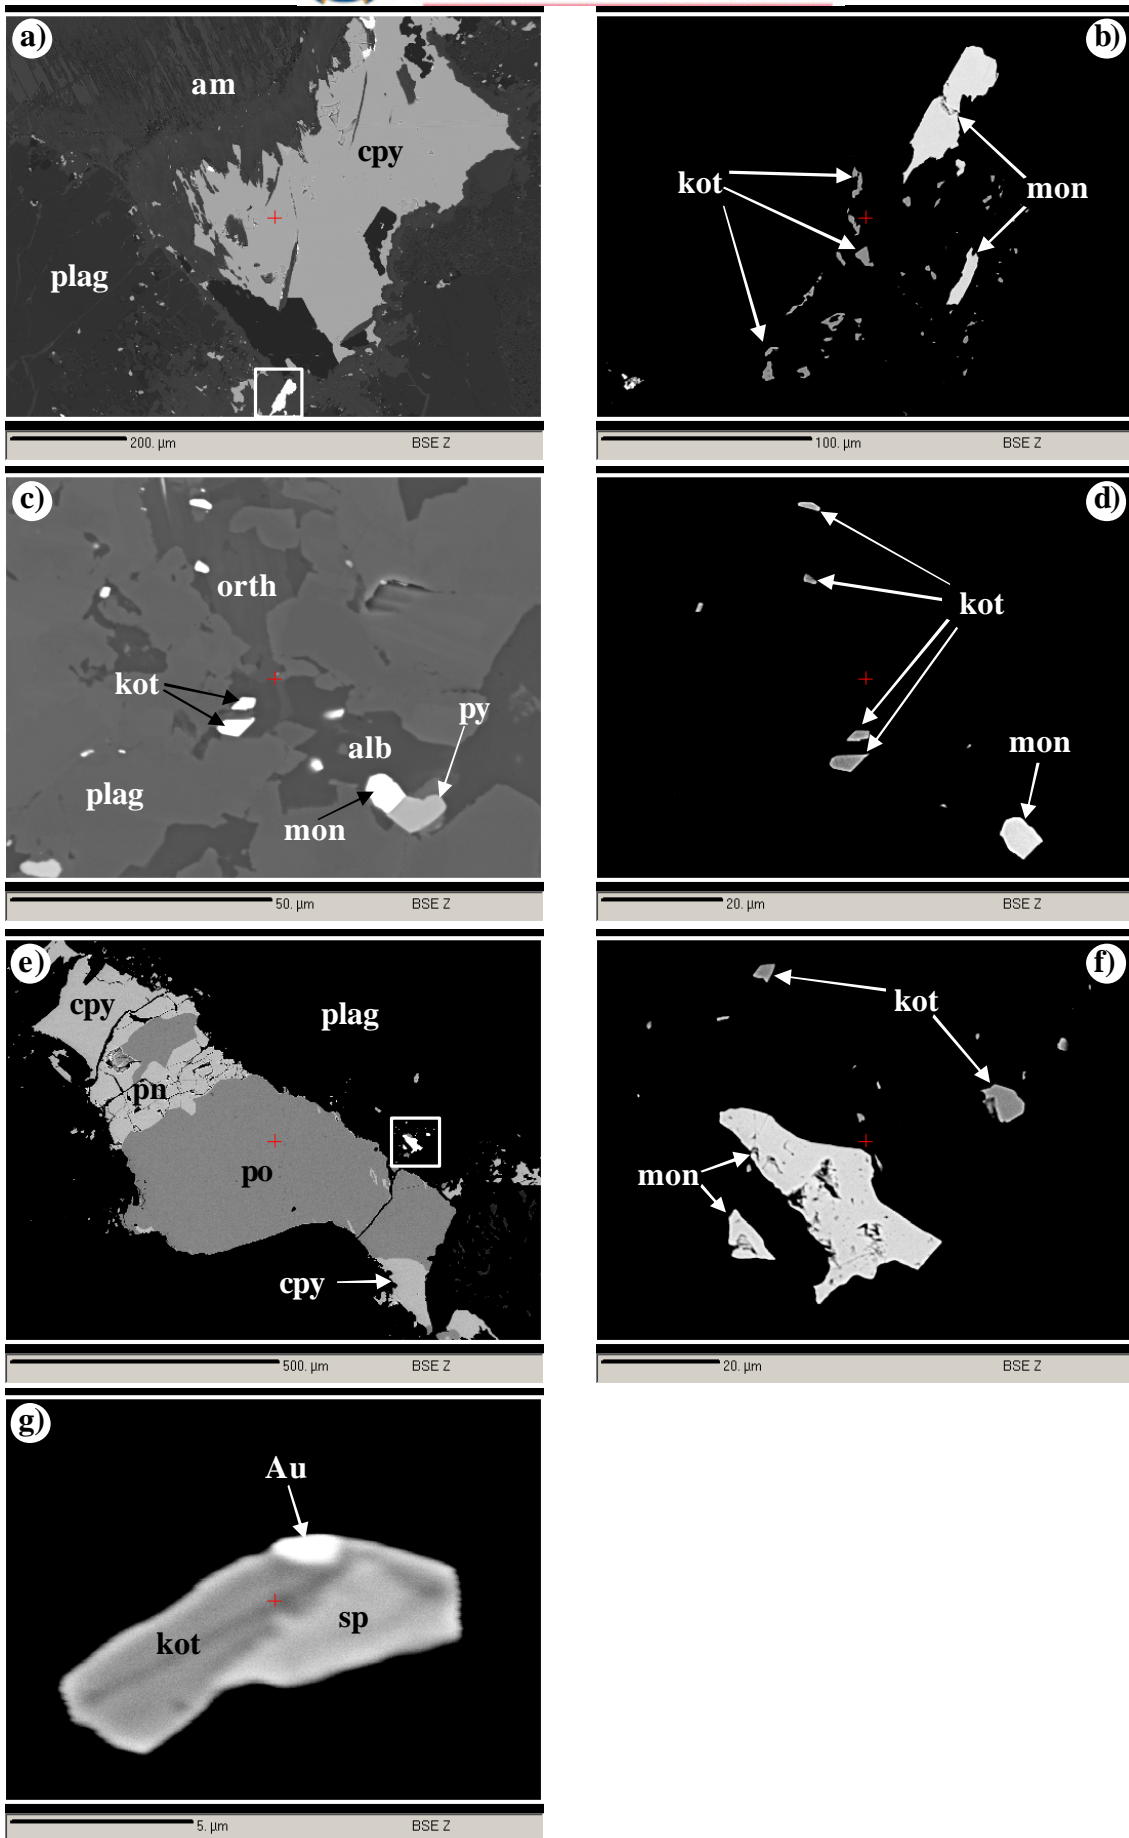 a)
am
cpy
plag
200. µm BSE Z
b)
kot
mon
100. µm BSE Z
c)
orth
kot
py
alb
plag
mon
50. µm BSE Z
d)
kot
mon
20. µm BSE Z
e)
cpy
plag
pn
po
cpy
500. µm BSE Z
f)
kot
mon
20. µm BSE Z
g)
Au
sp
kot
5. µm BSE Z